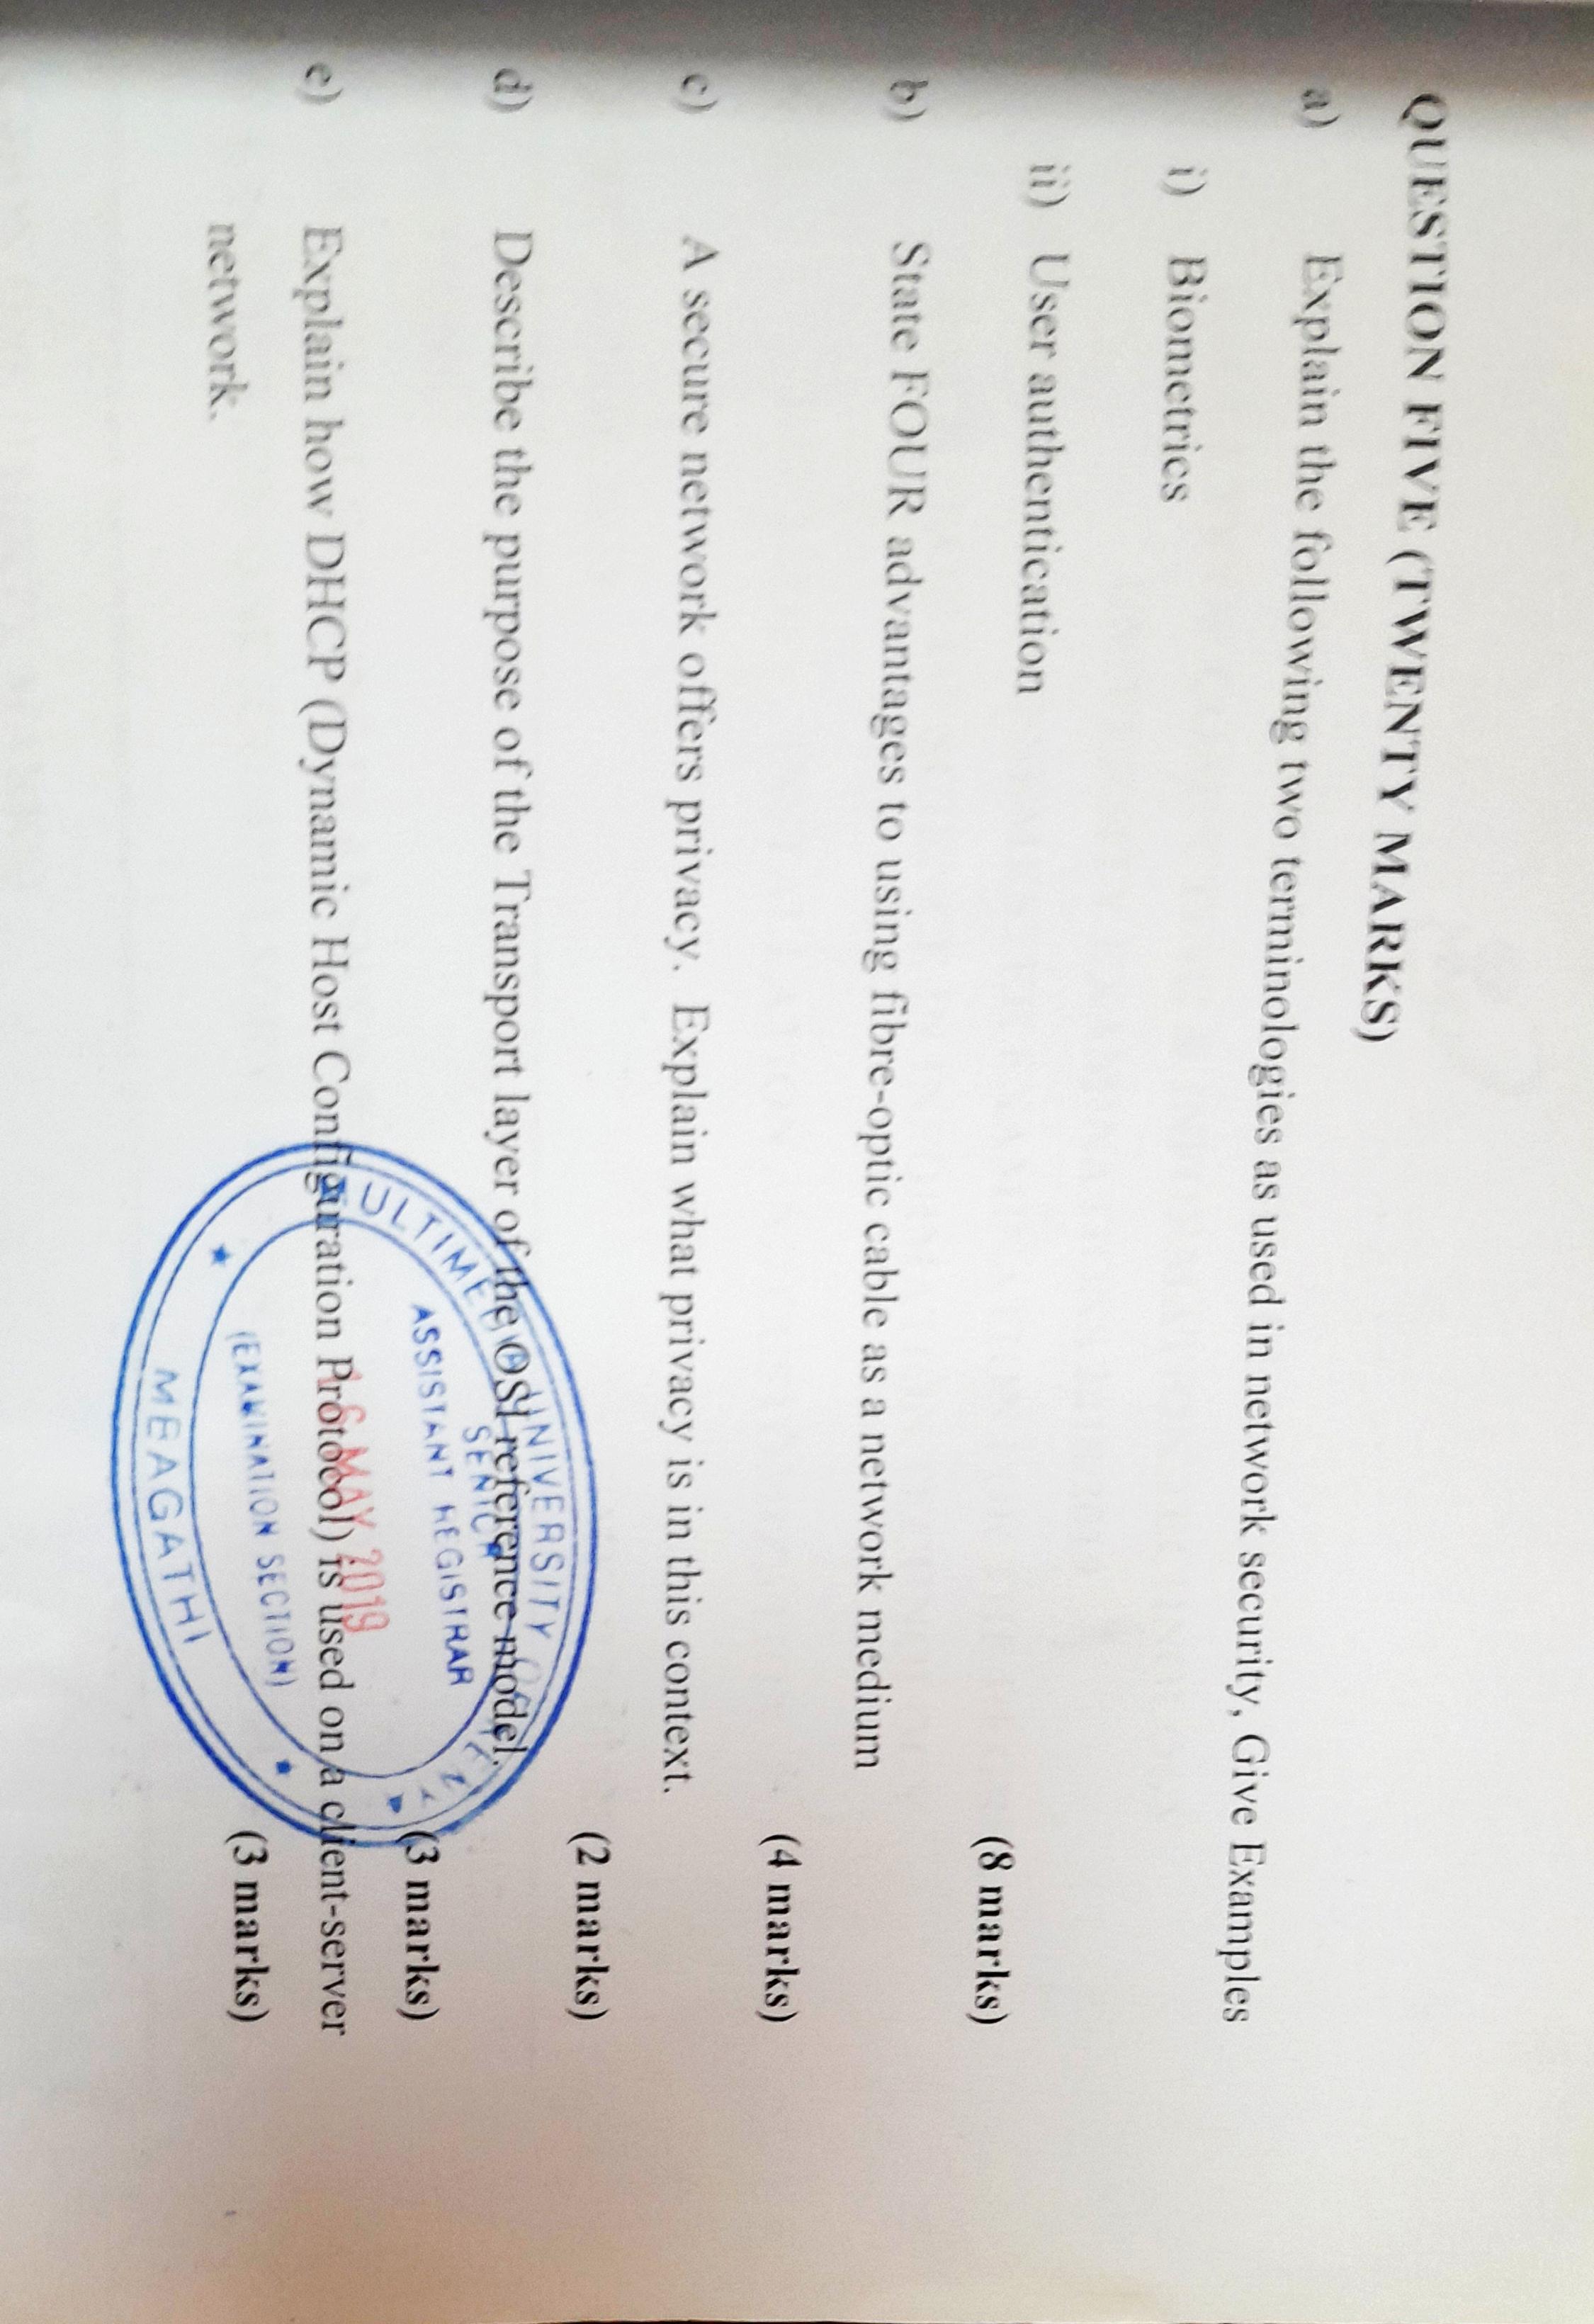 QUESTION FIVE (TWENTY MARKS)
a) Explain the following two terminologies as used in network security, Give Examples
i) Biometrics
ii) User authentication
(8 marks)
b) State FOUR advantages to using fibre-optic cable as a network medium
(4 marks)
c) A secure network offers privacy. Explain what privacy is in this context.
(2 marks)
d) Describe the purpose of the Transport layer of the OSI reference model.
(3 marks)
e) Explain how DHCP (Dynamic Host Configuration Protocol) is used on a client-server
network.
(3 marks)
MULTIMEDIA UNIVERSITY OF KENYA
SENIOR
ASSISTANT REGISTRAR
16 MAY 2019
(EXAMINATION SECTION)
MEAGATHI